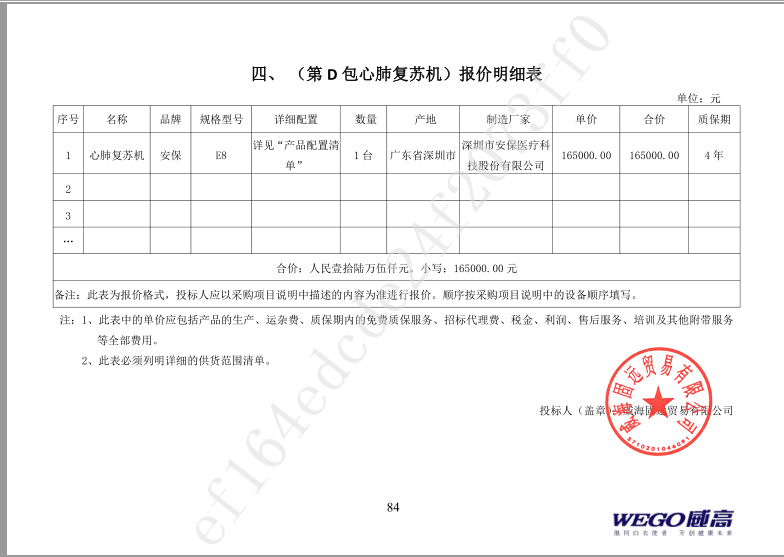 四、（第 D 包心肺复苏机）报价明细表
单位：元
序号 名称 品牌 规格型号 详细配置 数量 产地 制造厂家 单价 合价 质保期
1 心肺复苏机 安保 E8 详见“产品配置清单” 1 台 广东省深圳市 深圳市安保医疗科技股份有限公司 165000.00 165000.00 4 年
2
3
…
合价：人民壹拾陆万伍仟元。小写：165000.00 元
备注：此表为报价格式，投标人应以采购项目说明中描述的内容为准进行报价。顺序按采购项目说明中的设备顺序填写。
注：1、此表中的单价应包括产品的生产、运杂费、质保期内的免费质保服务、招标代理费、税金、利润、售后服务、培训及其他附带服务
等全部费用。
2、此表必须列明详细的供货范围清单。
投标人（盖章）：威海园远贸易有限公司
威海园远贸易有限公司
3710201046091
84
WEGO威高
偕同白衣使者 开创健康未来